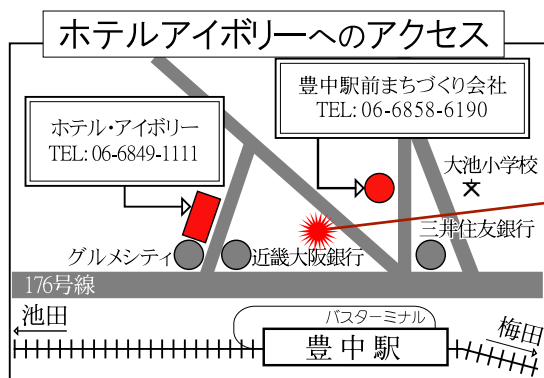 ホテルアイボリーへのアクセス
豊中駅前まちづくり会社
TEL: 06-6858-6190
ホテル・アイボリー
TEL: 06-6849-1111
大池小学校
三井住友銀行
グルメシティ
近畿大阪銀行
176号線
池田
バスターミナル
梅田
豊中駅